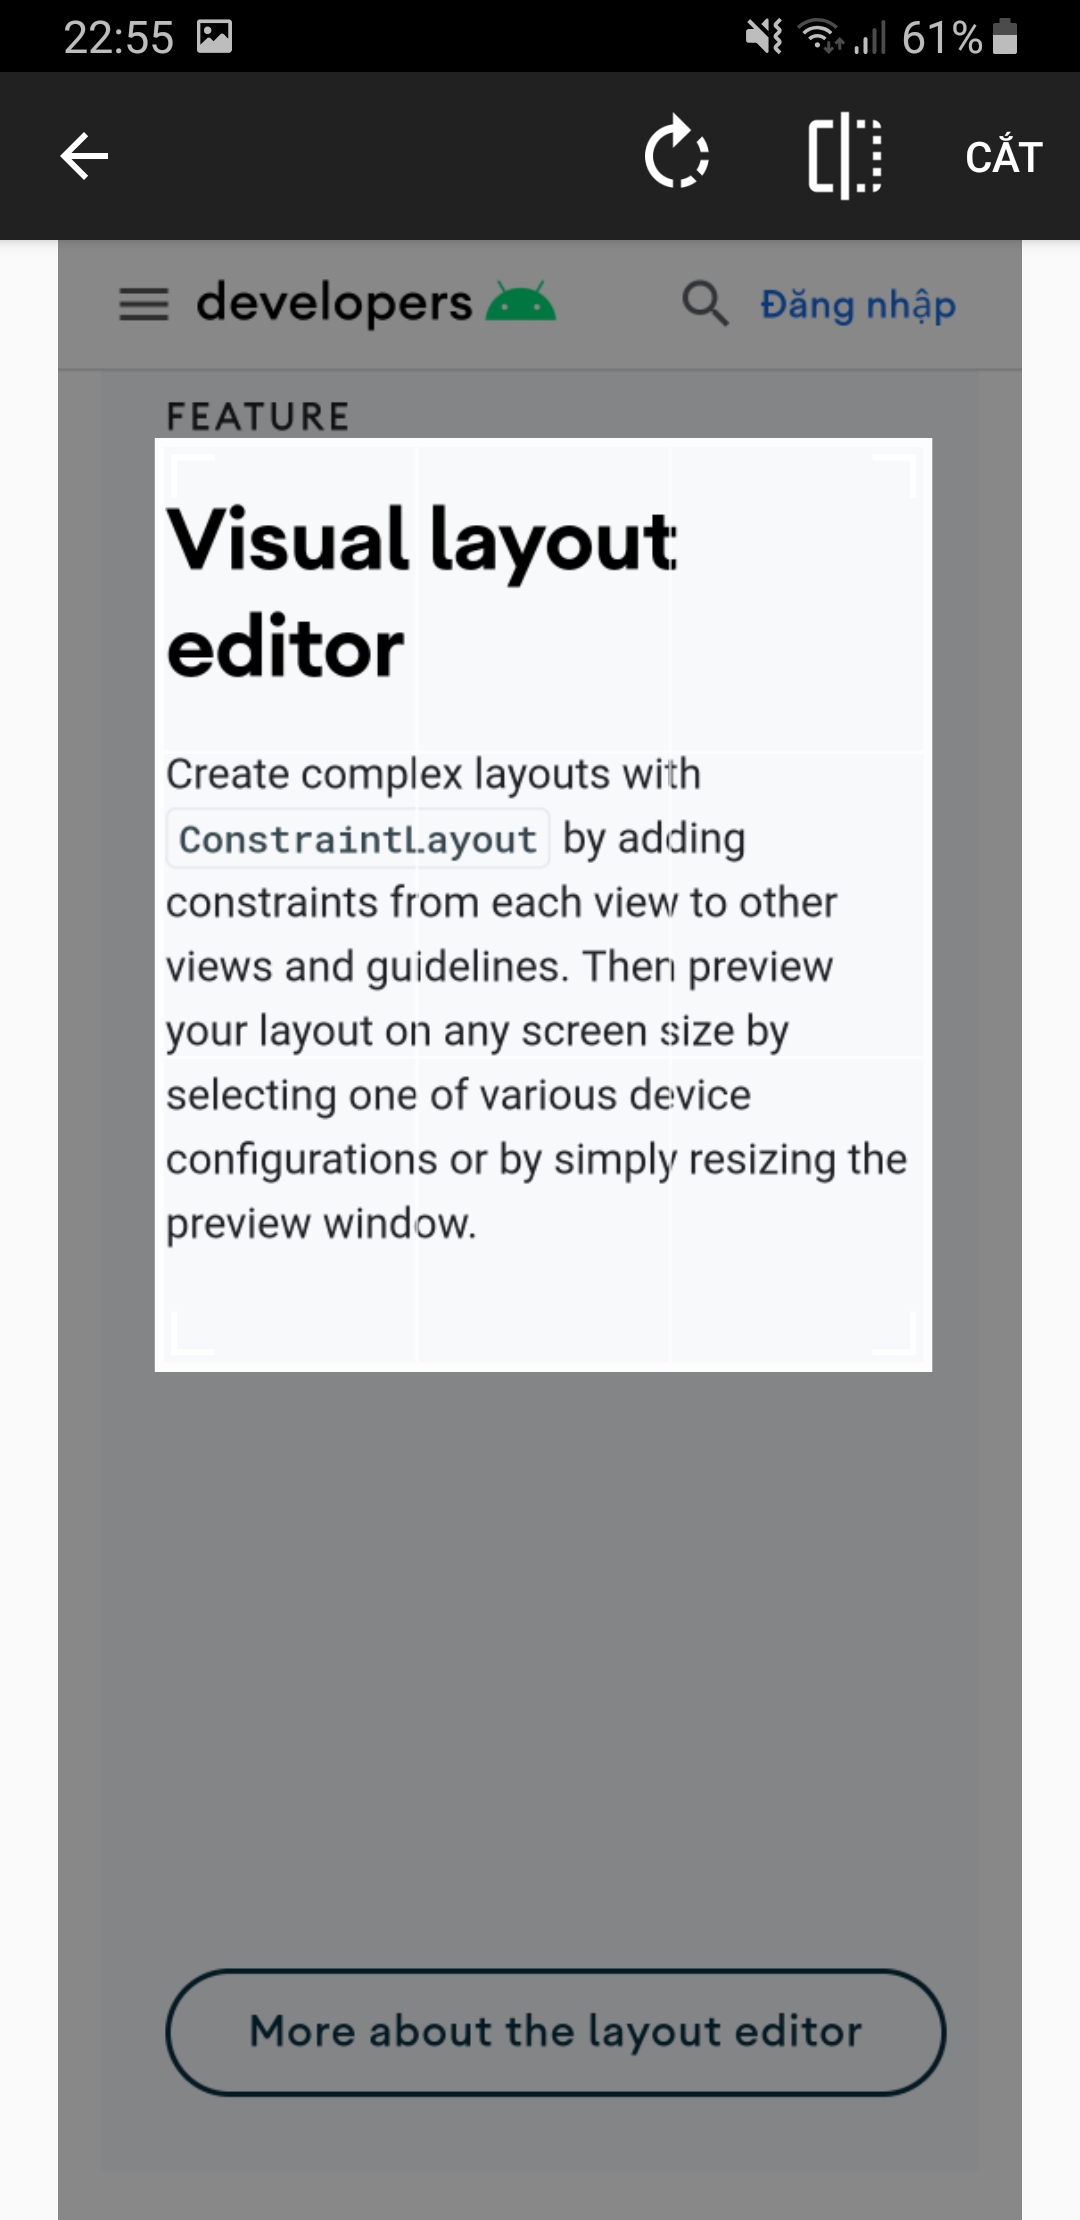 22:55 61%
CẮT
developers Đăng nhập
FEATURE
Visual layout
editor
Create complex layouts with
ConstraintLayout by adding
constraints from each view to other
views and guidelines. Then preview
your layout on any screen size by
selecting one of various device
configurations or by simply resizing the
preview window.
More about the layout editor